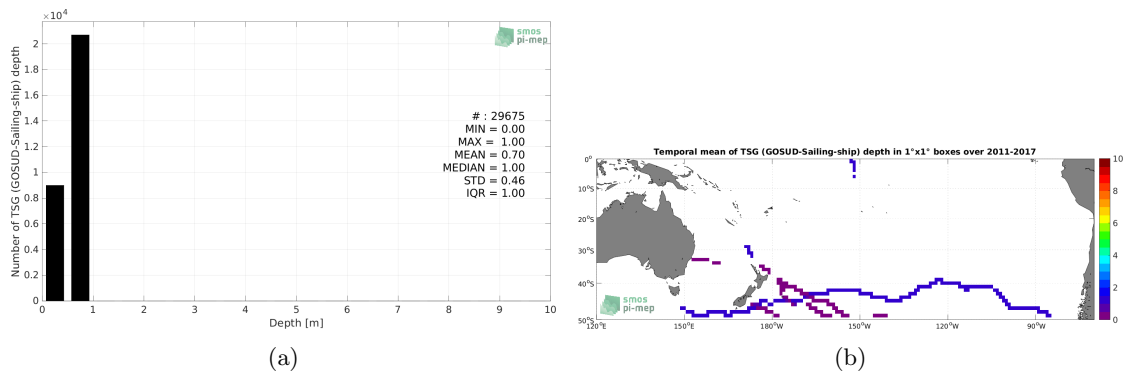 ×10⁴
2
1.8
1.6
1.4
1.2
1
0.8
0.6
0.4
0.2
0
Number of TSG (GOSUD-Sailing-ship) depth
smos
pi-mep
# : 29675
MIN = 0.00
MAX = 1.00
MEAN = 0.70
MEDIAN = 1.00
STD = 0.46
IQR = 1.00
0 1 2 3 4 5 6 7 8 9 10
Depth [m]
(a)
Temporal mean of TSG (GOSUD-Sailing-ship) depth in 1°x1° boxes over 2011-2017
0°
10°S
20°S
30°S
40°S
50°S
120°E 150°E 180°W 150°W 120°W 90°W
smos
pi-mep
10
8
6
4
2
0
(b)